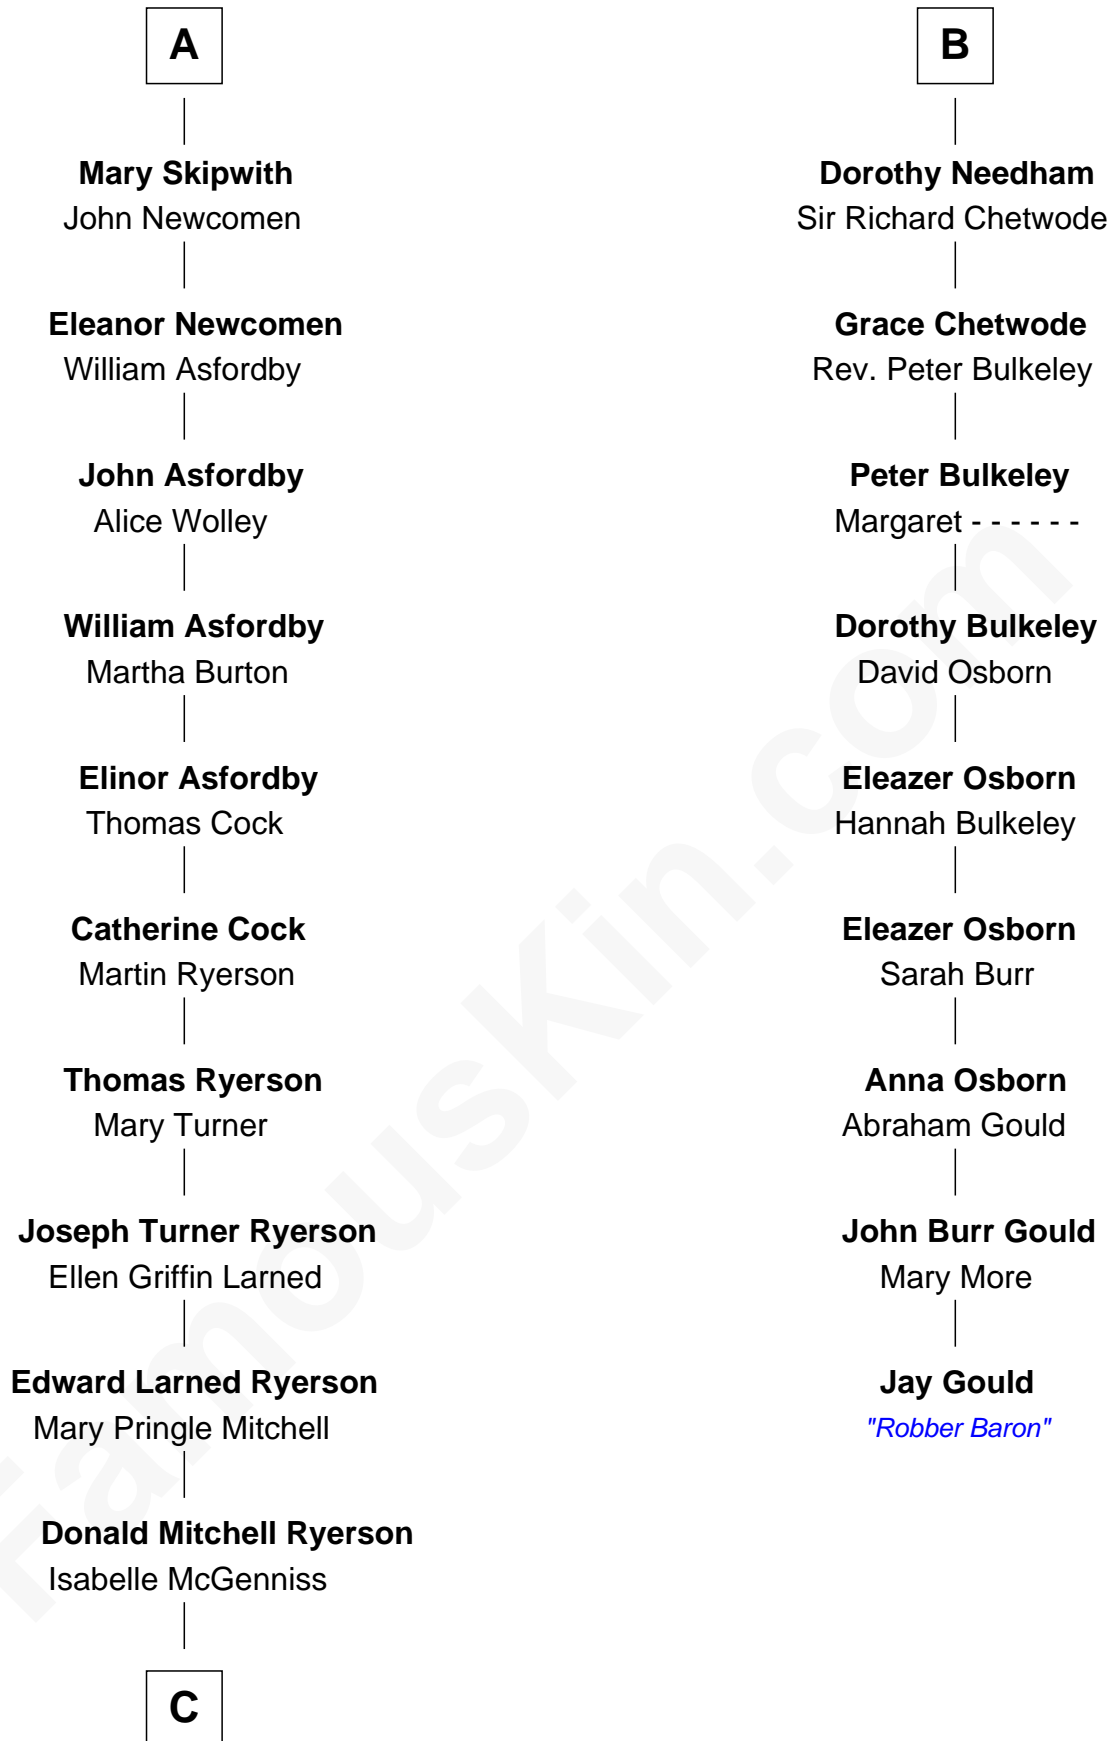 A
Mary Skipwith
John Newcomen
Eleanor Newcomen
William Asfordby
John Asfordby
Alice Wolley
William Asfordby
Martha Burton
Elinor Asfordby
Thomas Cock
Catherine Cock
Martin Ryerson
Thomas Ryerson
Mary Turner
Joseph Turner Ryerson
Ellen Griffin Larned
Edward Larned Ryerson
Mary Pringle Mitchell
Donald Mitchell Ryerson
Isabelle McGenniss
C
B
Dorothy Needham
Sir Richard Chetwode
Grace Chetwode
Rev. Peter Bulkeley
Peter Bulkeley
Margaret - - - - - -
Dorothy Bulkeley
David Osborn
Eleazer Osborn
Hannah Bulkeley
Eleazer Osborn
Sarah Burr
Anna Osborn
Abraham Gould
John Burr Gould
Mary More
Jay Gould
"Robber Baron"
FamousKin.com